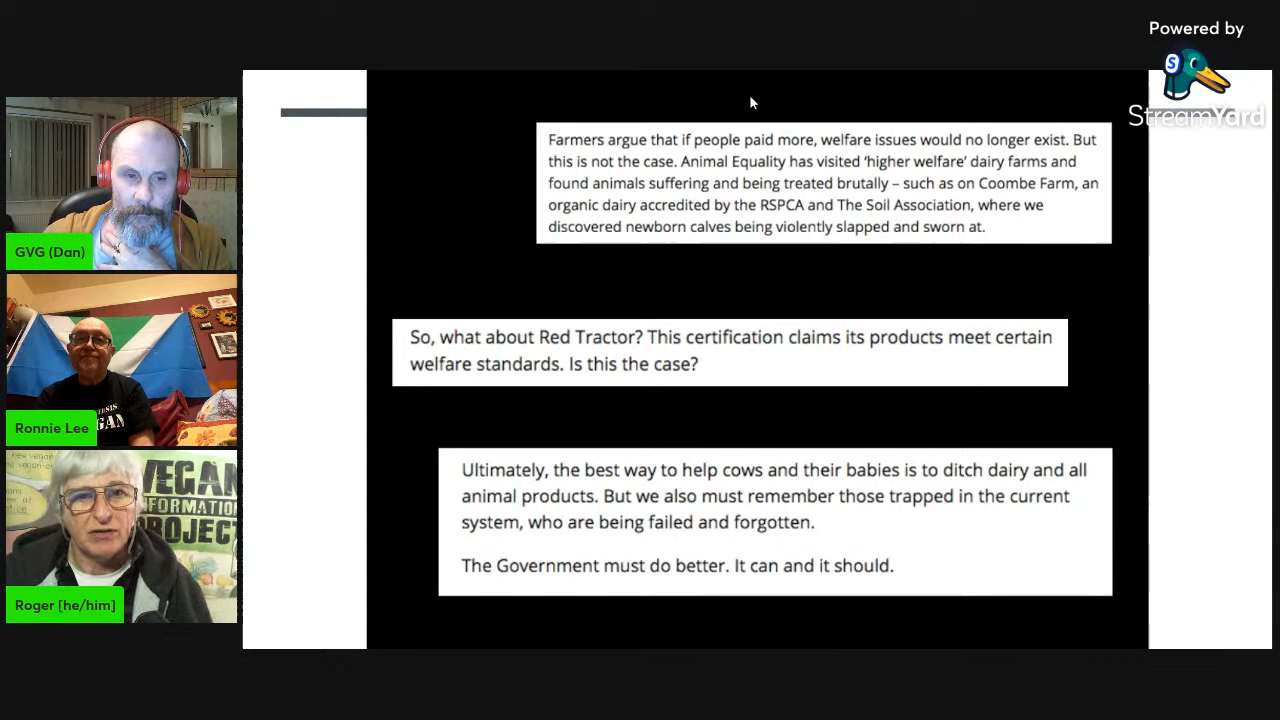 Powered by
StreamYard
Farmers argue that if people paid more, welfare issues would no longer exist. But
this is not the case. Animal Equality has visited ‘higher welfare’ dairy farms and
found animals suffering and being treated brutally – such as on Coombe Farm, an
organic dairy accredited by the RSPCA and The Soil Association, where we
discovered newborn calves being violently slapped and sworn at.
So, what about Red Tractor? This certification claims its products meet certain
welfare standards. Is this the case?
Ultimately, the best way to help cows and their babies is to ditch dairy and all
animal products. But we also must remember those trapped in the current
system, who are being failed and forgotten.
The Government must do better. It can and it should.
GVG (Dan)
Ronnie Lee
VEGAN
INFORMATION
PROJECT
Roger [he/him]